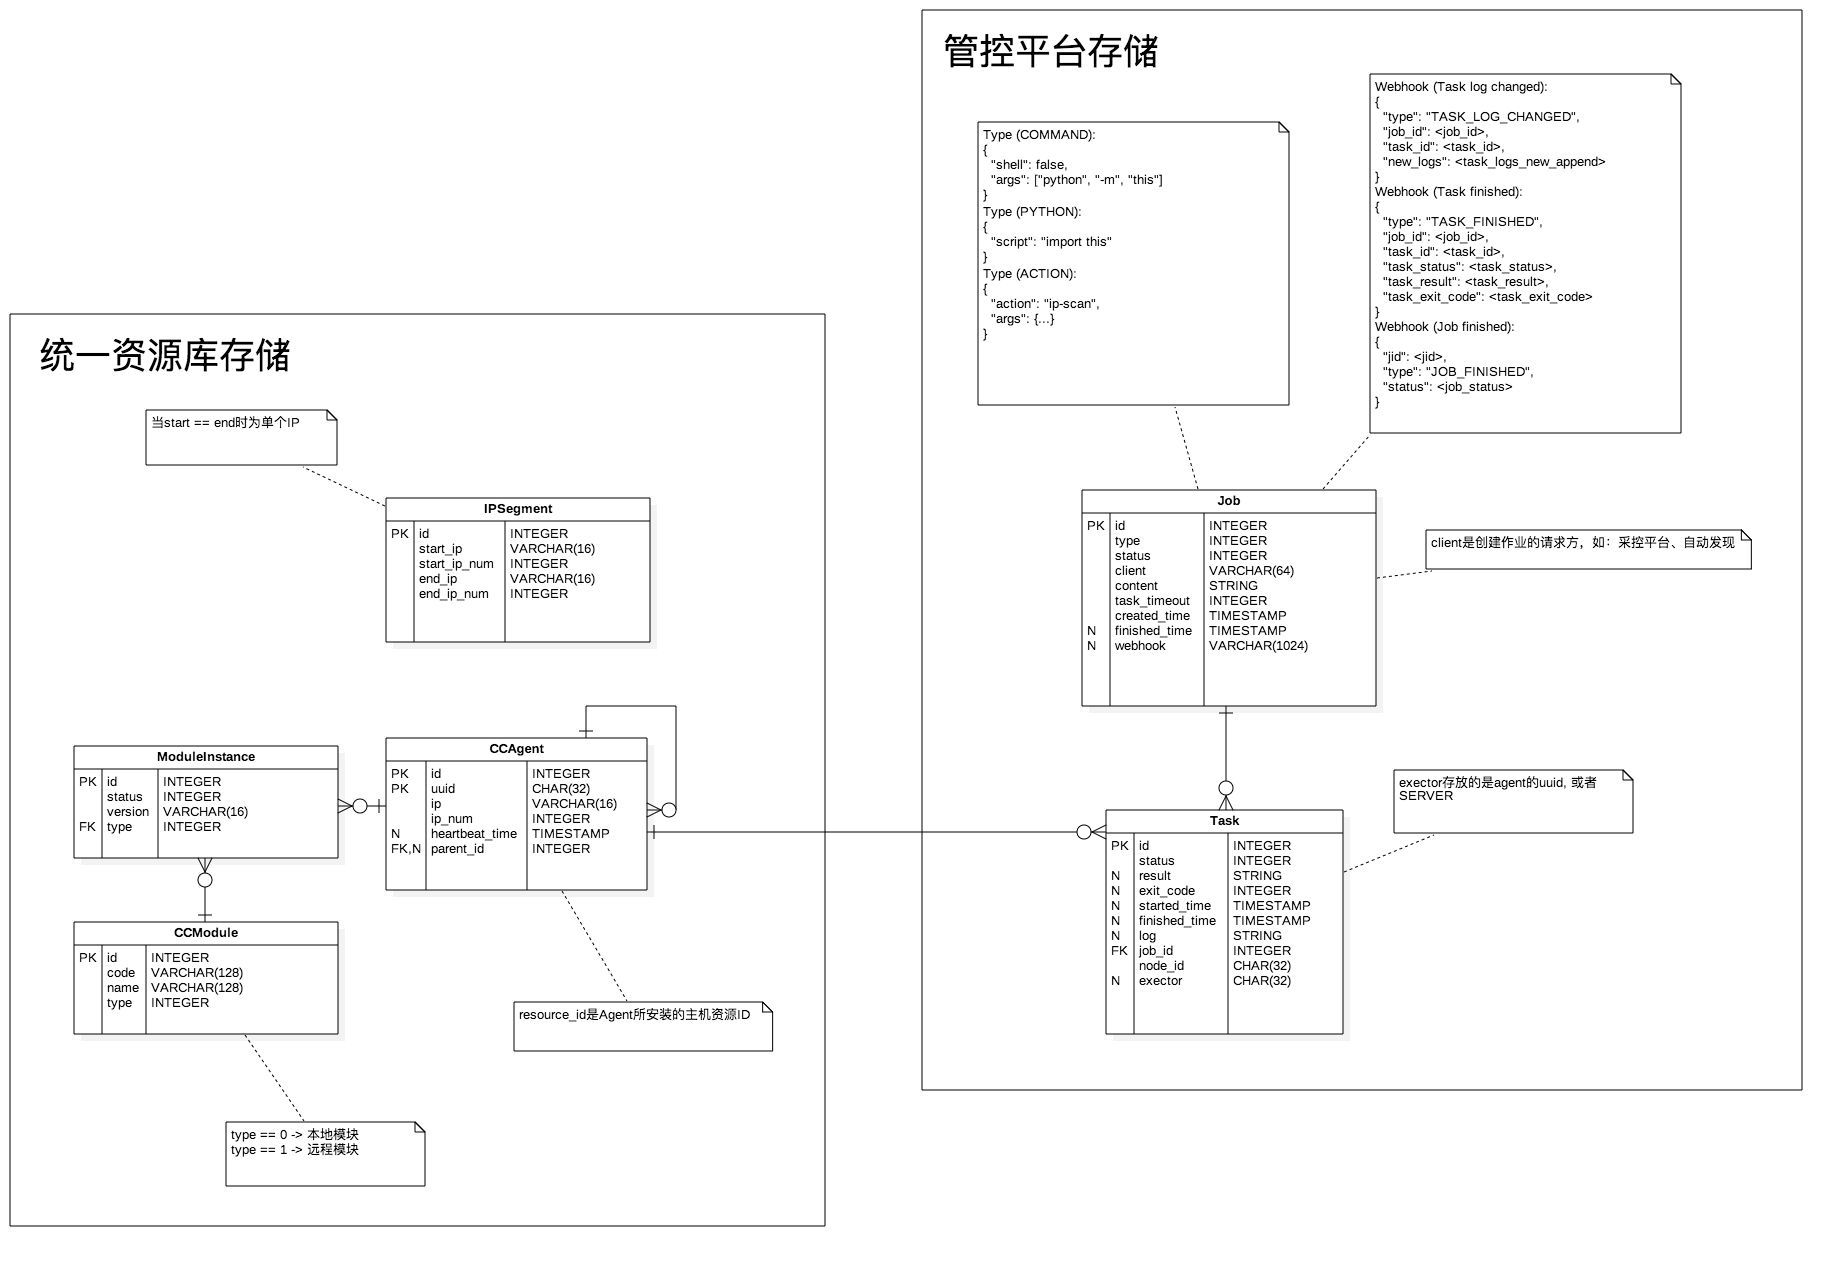 管控平台存储
Type (COMMAND):
{
"shell": false,
"args": ["python", "-m", "this"]
}
Type (PYTHON):
{
"script": "import this"
}
Type (ACTION):
{
"action": "ip-scan",
"args": {...}
}
Webhook (Task log changed):
{
"type": "TASK_LOG_CHANGED",
"job_id": <job_id>,
"task_id": <task_id>,
"new_logs": <task_logs_new_append>
}
Webhook (Task finished):
{
"type": "TASK_FINISHED",
"job_id": <job_id>,
"task_id": <task_id>,
"task_status": <task_status>,
"task_result": <task_result>,
"task_exit_code": <task_exit_code>
}
Webhook (Job finished):
{
"jid": <jid>,
"type": "JOB_FINISHED",
"status": <job_status>
}
Job
PK id INTEGER
type INTEGER
status INTEGER
client VARCHAR(64)
content STRING
task_timeout INTEGER
created_time TIMESTAMP
N finished_time TIMESTAMP
N webhook VARCHAR(1024)
client是创建作业的请求方，如：采控平台、自动发现
exector存放的是agent的uuid, 或者
SERVER
Task
PK id INTEGER
status INTEGER
N result STRING
N exit_code INTEGER
N started_time TIMESTAMP
N finished_time TIMESTAMP
N log STRING
FK job_id INTEGER
node_id CHAR(32)
N exector CHAR(32)
统一资源库存储
当start == end时为单个IP
IPSegment
PK id INTEGER
start_ip VARCHAR(16)
start_ip_num INTEGER
end_ip VARCHAR(16)
end_ip_num INTEGER
ModuleInstance
PK id INTEGER
status INTEGER
version VARCHAR(16)
FK type INTEGER
CCAgent
PK id INTEGER
PK uuid CHAR(32)
ip VARCHAR(16)
ip_num INTEGER
N heartbeat_time TIMESTAMP
FK,N parent_id INTEGER
CCModule
PK id INTEGER
code VARCHAR(128)
name VARCHAR(128)
type INTEGER
resource_id是Agent所安装的主机资源ID
type == 0 -> 本地模块
type == 1 -> 远程模块